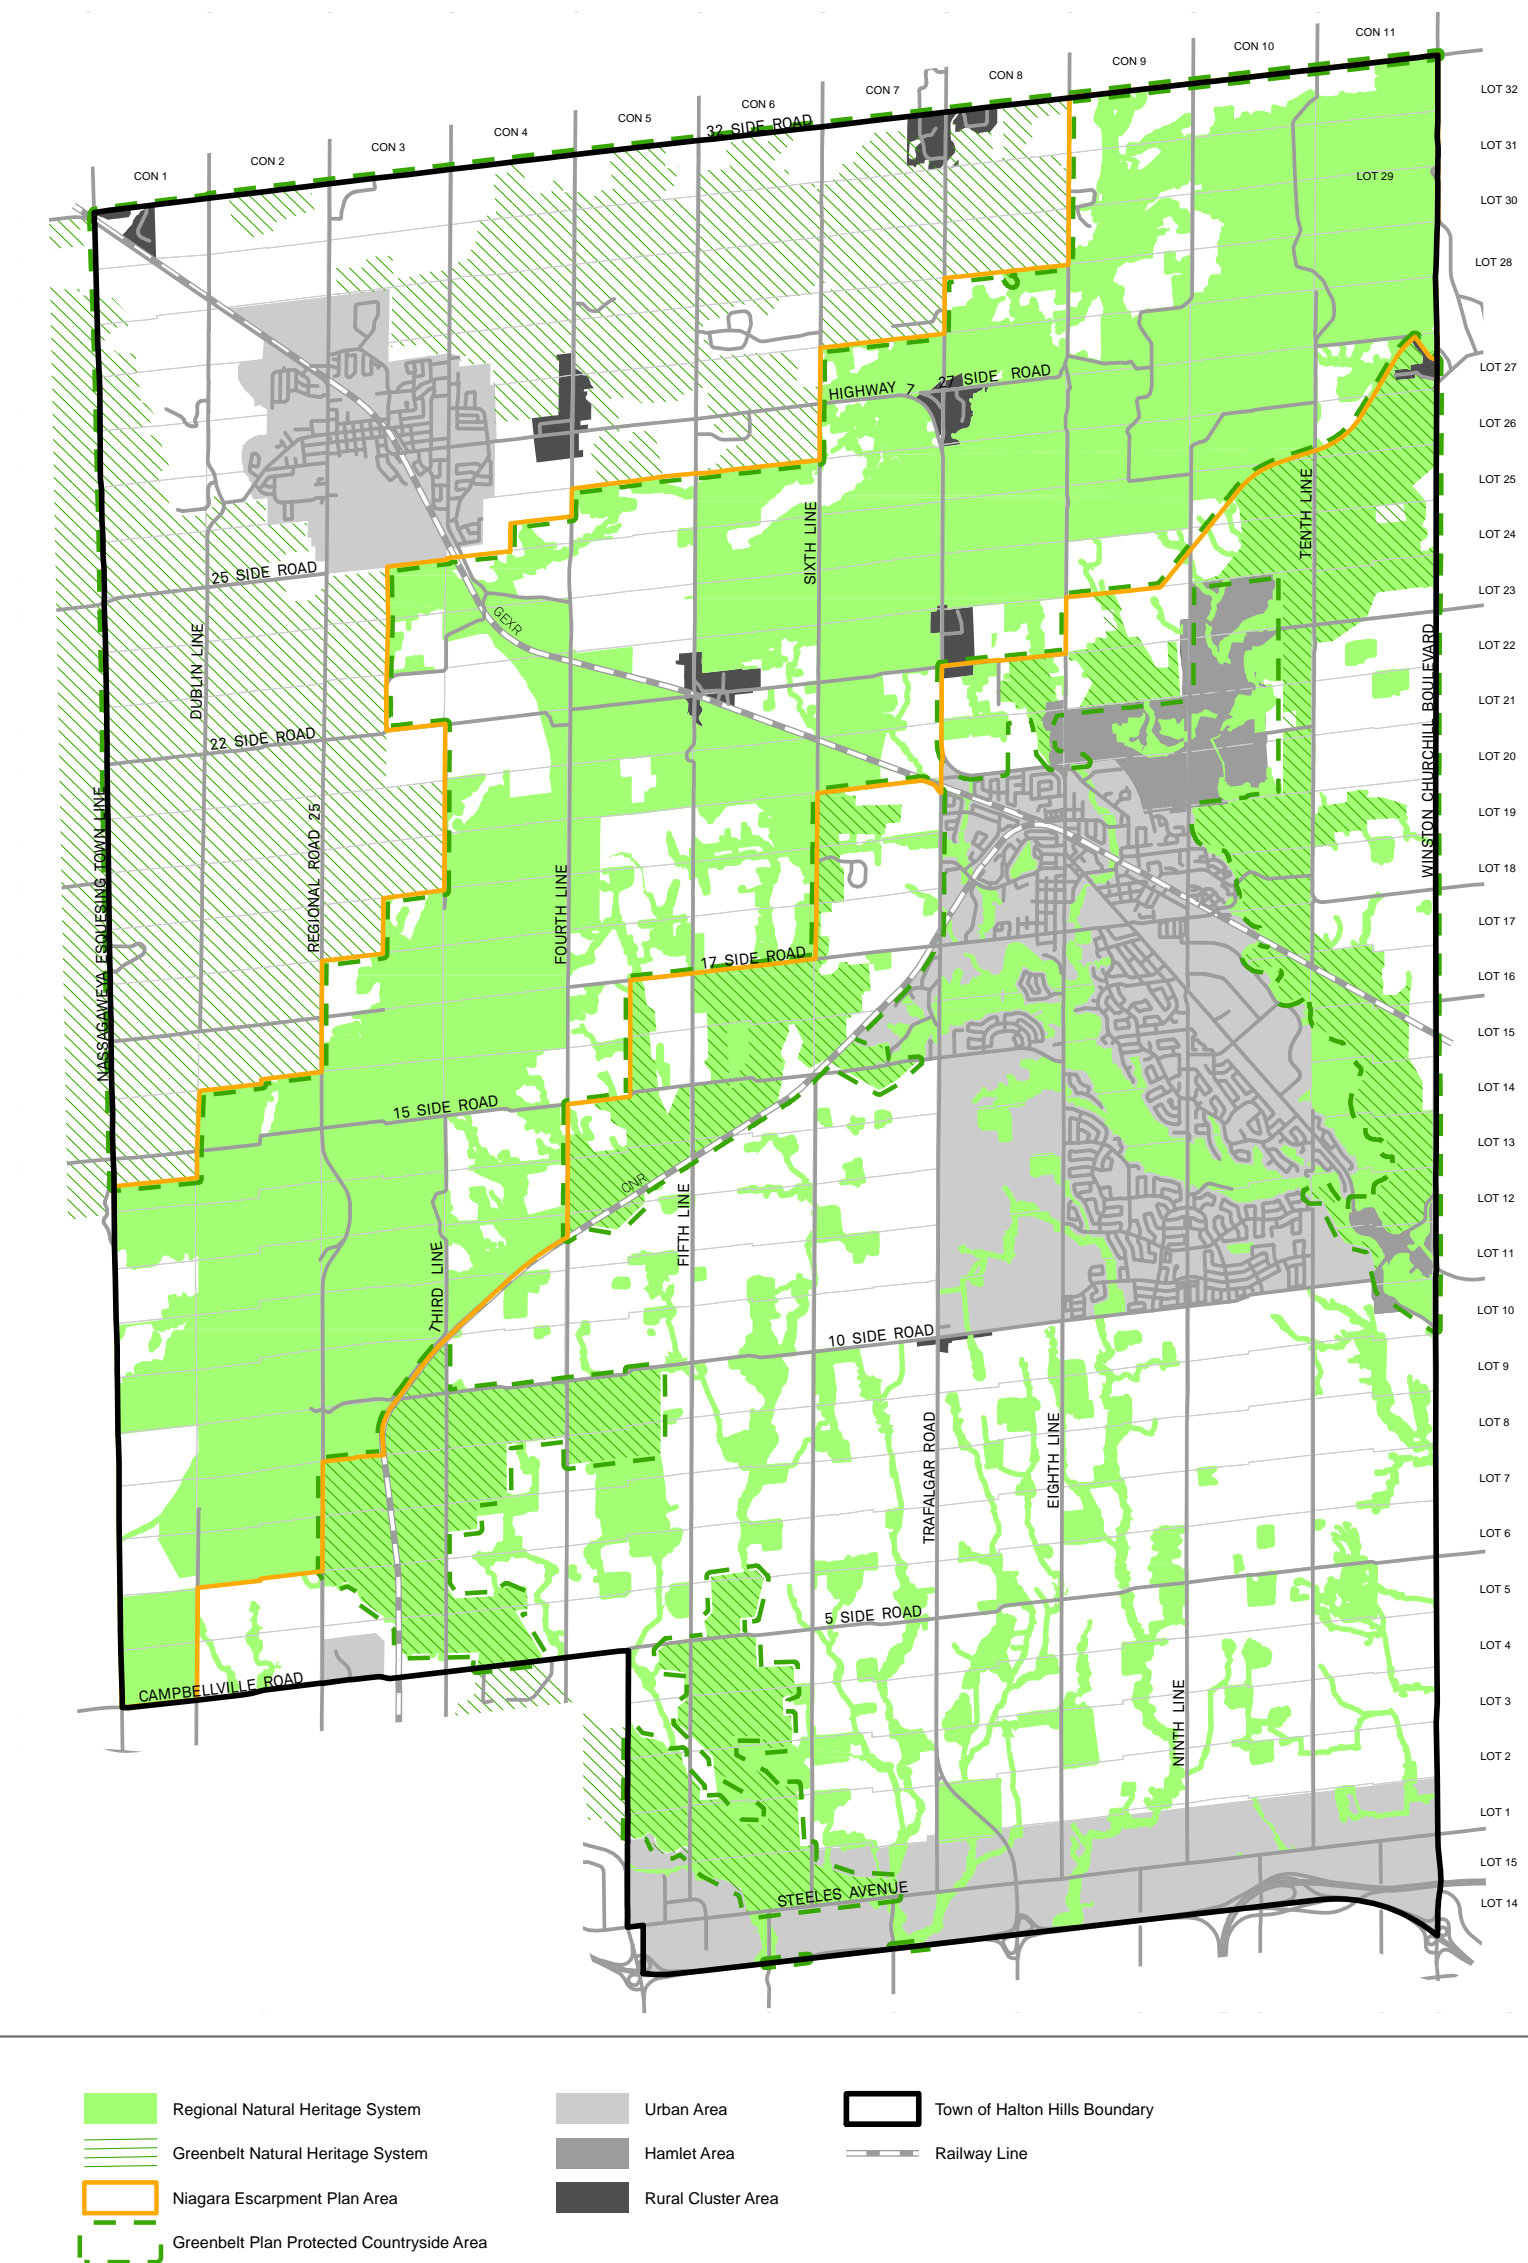 CON 11
CON 10
CON 9
CON 8
CON 7
CON 6
CON 5
CON 4
CON 3
CON 2
CON 1
32 SIDE ROAD
LOT 32
LOT 31
LOT 29
LOT 30
LOT 28
LOT 27
LOT 26
LOT 25
LOT 24
LOT 23
LOT 22
LOT 21
LOT 20
LOT 19
LOT 18
LOT 17
LOT 16
LOT 15
LOT 14
LOT 13
LOT 12
LOT 11
LOT 10
LOT 9
LOT 8
LOT 7
LOT 6
LOT 5
LOT 4
LOT 3
LOT 2
LOT 1
LOT 15
LOT 14
HIGHWAY 7
27 SIDE ROAD
25 SIDE ROAD
22 SIDE ROAD
17 SIDE ROAD
15 SIDE ROAD
10 SIDE ROAD
5 SIDE ROAD
CAMPBELLVILLE ROAD
STEELES AVENUE
NASSAGAWEYA ESQUESING TOWN LINE
DUBLIN LINE
REGIONAL ROAD 25
THIRD LINE
FOURTH LINE
FIFTH LINE
SIXTH LINE
TRAFALGAR ROAD
EIGHTH LINE
NINTH LINE
TENTH LINE
WINSTON CHURCHILL BOULEVARD
GEXR
CNR
Regional Natural Heritage System
Greenbelt Natural Heritage System
Niagara Escarpment Plan Area
Greenbelt Plan Protected Countryside Area
Urban Area
Hamlet Area
Rural Cluster Area
Town of Halton Hills Boundary
Railway Line